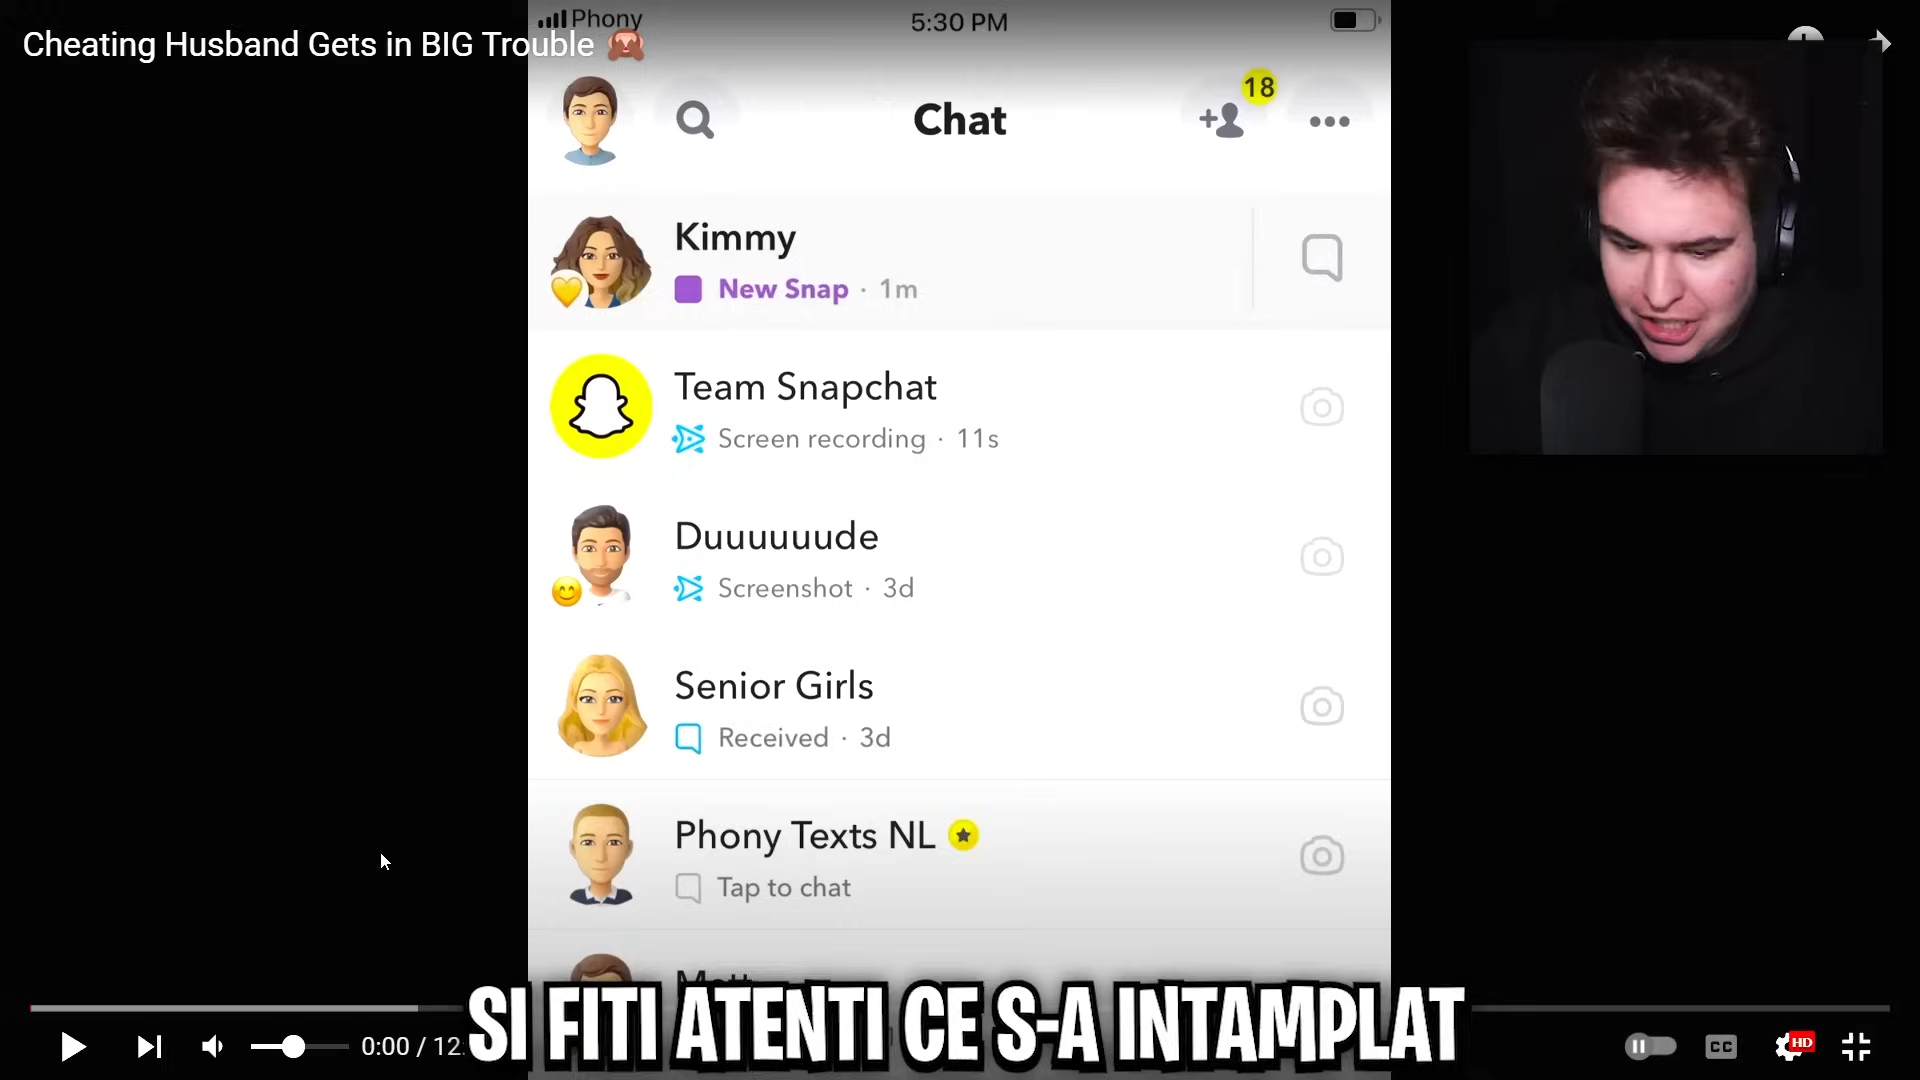 Phony
5:30 PM
Cheating Husband Gets in BIG Trouble 🙈
18
Chat
Kimmy
New Snap · 1m
Team Snapchat
Screen recording · 11s
Duuuuuude
Screenshot · 3d
Senior Girls
Received · 3d
Phony Texts NL
Tap to chat
SI FITI ATENTI CE S-A INTAMPLAT
0:00 / 12:
CC
HD